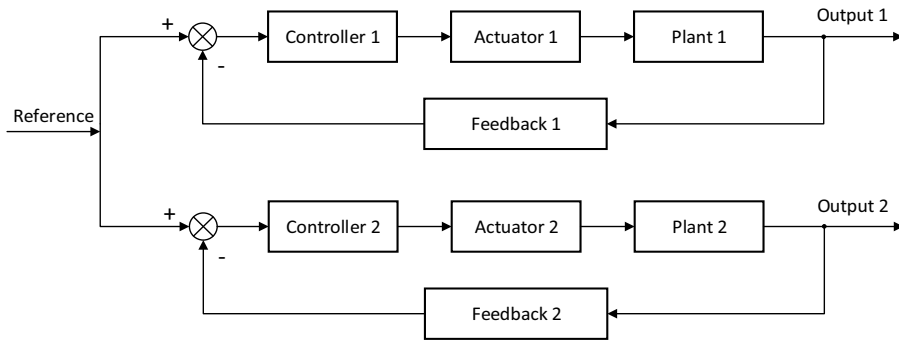 Output 1
+
Controller 1
Actuator 1
Plant 1
-
Reference
Feedback 1
Output 2
+
Controller 2
Actuator 2
Plant 2
-
Feedback 2